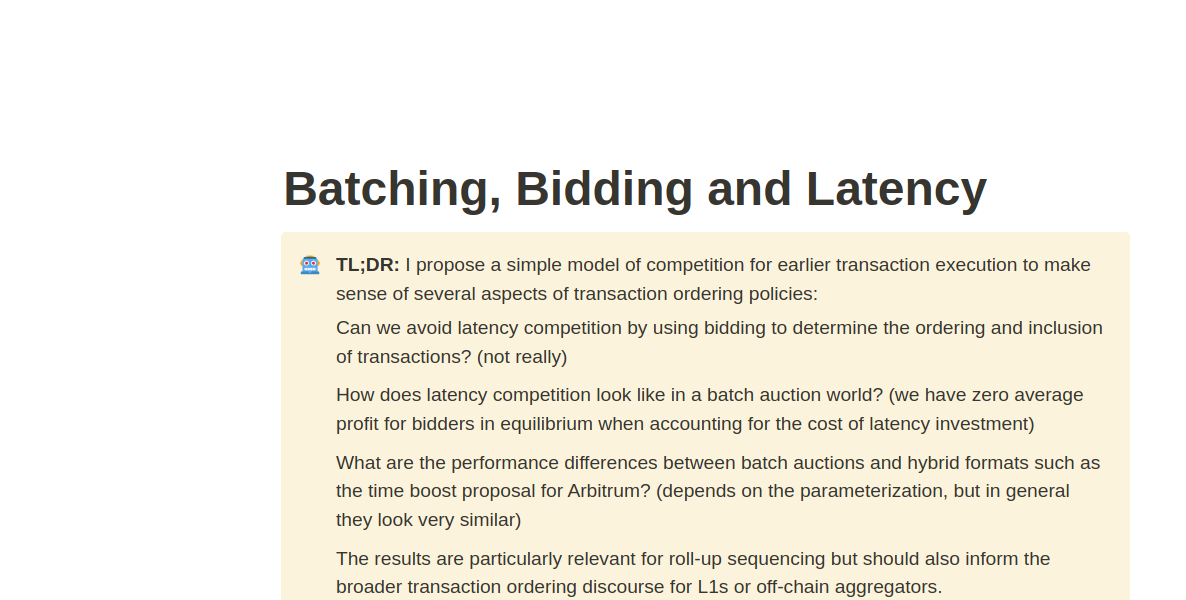 Batching, Bidding and Latency
TL;DR: I propose a simple model of competition for earlier transaction execution to make
sense of several aspects of transaction ordering policies:
Can we avoid latency competition by using bidding to determine the ordering and inclusion
of transactions? (not really)
How does latency competition look like in a batch auction world? (we have zero average
profit for bidders in equilibrium when accounting for the cost of latency investment)
What are the performance differences between batch auctions and hybrid formats such as
the time boost proposal for Arbitrum? (depends on the parameterization, but in general
they look very similar)
The results are particularly relevant for roll-up sequencing but should also inform the
broader transaction ordering discourse for L1s or off-chain aggregators.